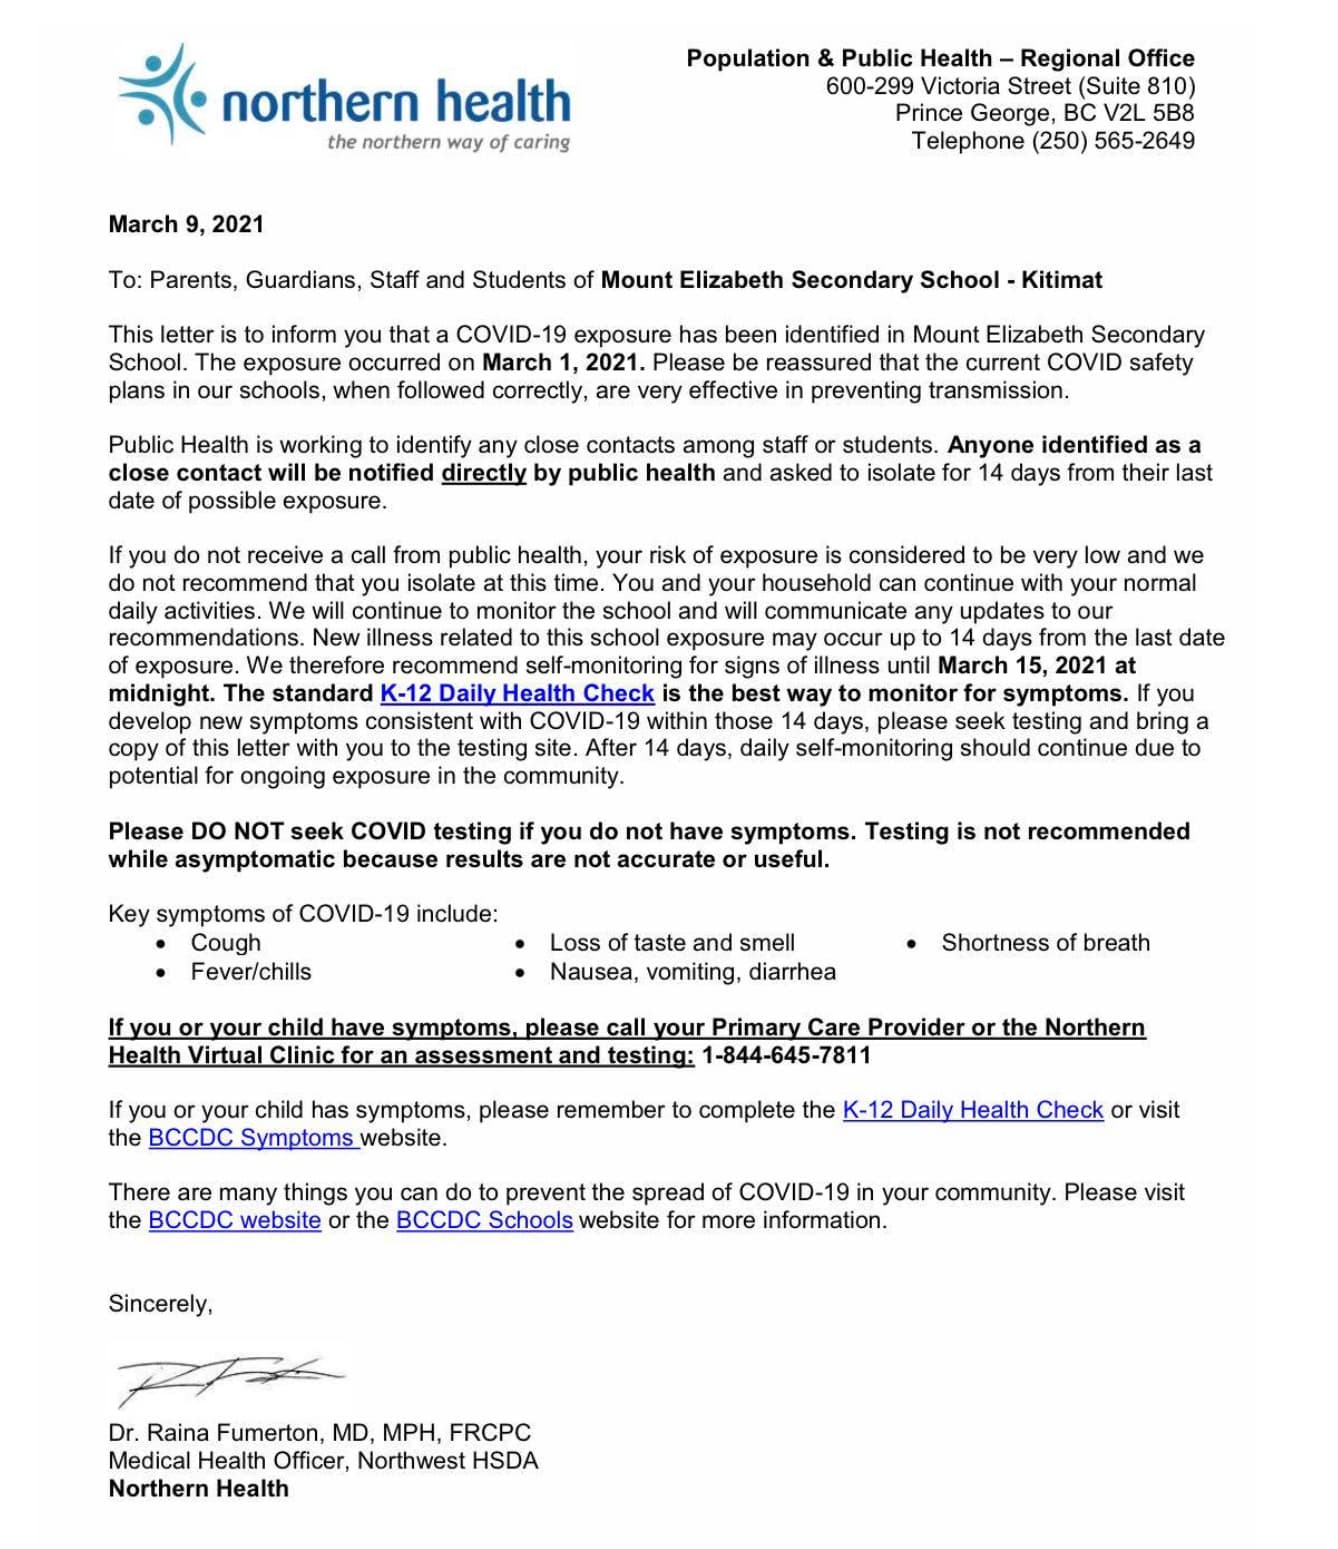 northern health
the northern way of caring
Population & Public Health – Regional Office
600-299 Victoria Street (Suite 810)
Prince George, BC V2L 5B8
Telephone (250) 565-2649
March 9, 2021
To: Parents, Guardians, Staff and Students of Mount Elizabeth Secondary School - Kitimat
This letter is to inform you that a COVID-19 exposure has been identified in Mount Elizabeth Secondary
School. The exposure occurred on March 1, 2021. Please be reassured that the current COVID safety
plans in our schools, when followed correctly, are very effective in preventing transmission.
Public Health is working to identify any close contacts among staff or students. Anyone identified as a
close contact will be notified directly by public health and asked to isolate for 14 days from their last
date of possible exposure.
If you do not receive a call from public health, your risk of exposure is considered to be very low and we
do not recommend that you isolate at this time. You and your household can continue with your normal
daily activities. We will continue to monitor the school and will communicate any updates to our
recommendations. New illness related to this school exposure may occur up to 14 days from the last date
of exposure. We therefore recommend self-monitoring for signs of illness until March 15, 2021 at
midnight. The standard K-12 Daily Health Check is the best way to monitor for symptoms. If you
develop new symptoms consistent with COVID-19 within those 14 days, please seek testing and bring a
copy of this letter with you to the testing site. After 14 days, daily self-monitoring should continue due to
potential for ongoing exposure in the community.
Please DO NOT seek COVID testing if you do not have symptoms. Testing is not recommended
while asymptomatic because results are not accurate or useful.
Key symptoms of COVID-19 include:
• Cough • Loss of taste and smell • Shortness of breath
• Fever/chills • Nausea, vomiting, diarrhea
If you or your child have symptoms, please call your Primary Care Provider or the Northern
Health Virtual Clinic for an assessment and testing: 1-844-645-7811
If you or your child has symptoms, please remember to complete the K-12 Daily Health Check or visit
the BCCDC Symptoms website.
There are many things you can do to prevent the spread of COVID-19 in your community. Please visit
the BCCDC website or the BCCDC Schools website for more information.
Sincerely,
Dr. Raina Fumerton, MD, MPH, FRCPC
Medical Health Officer, Northwest HSDA
Northern Health